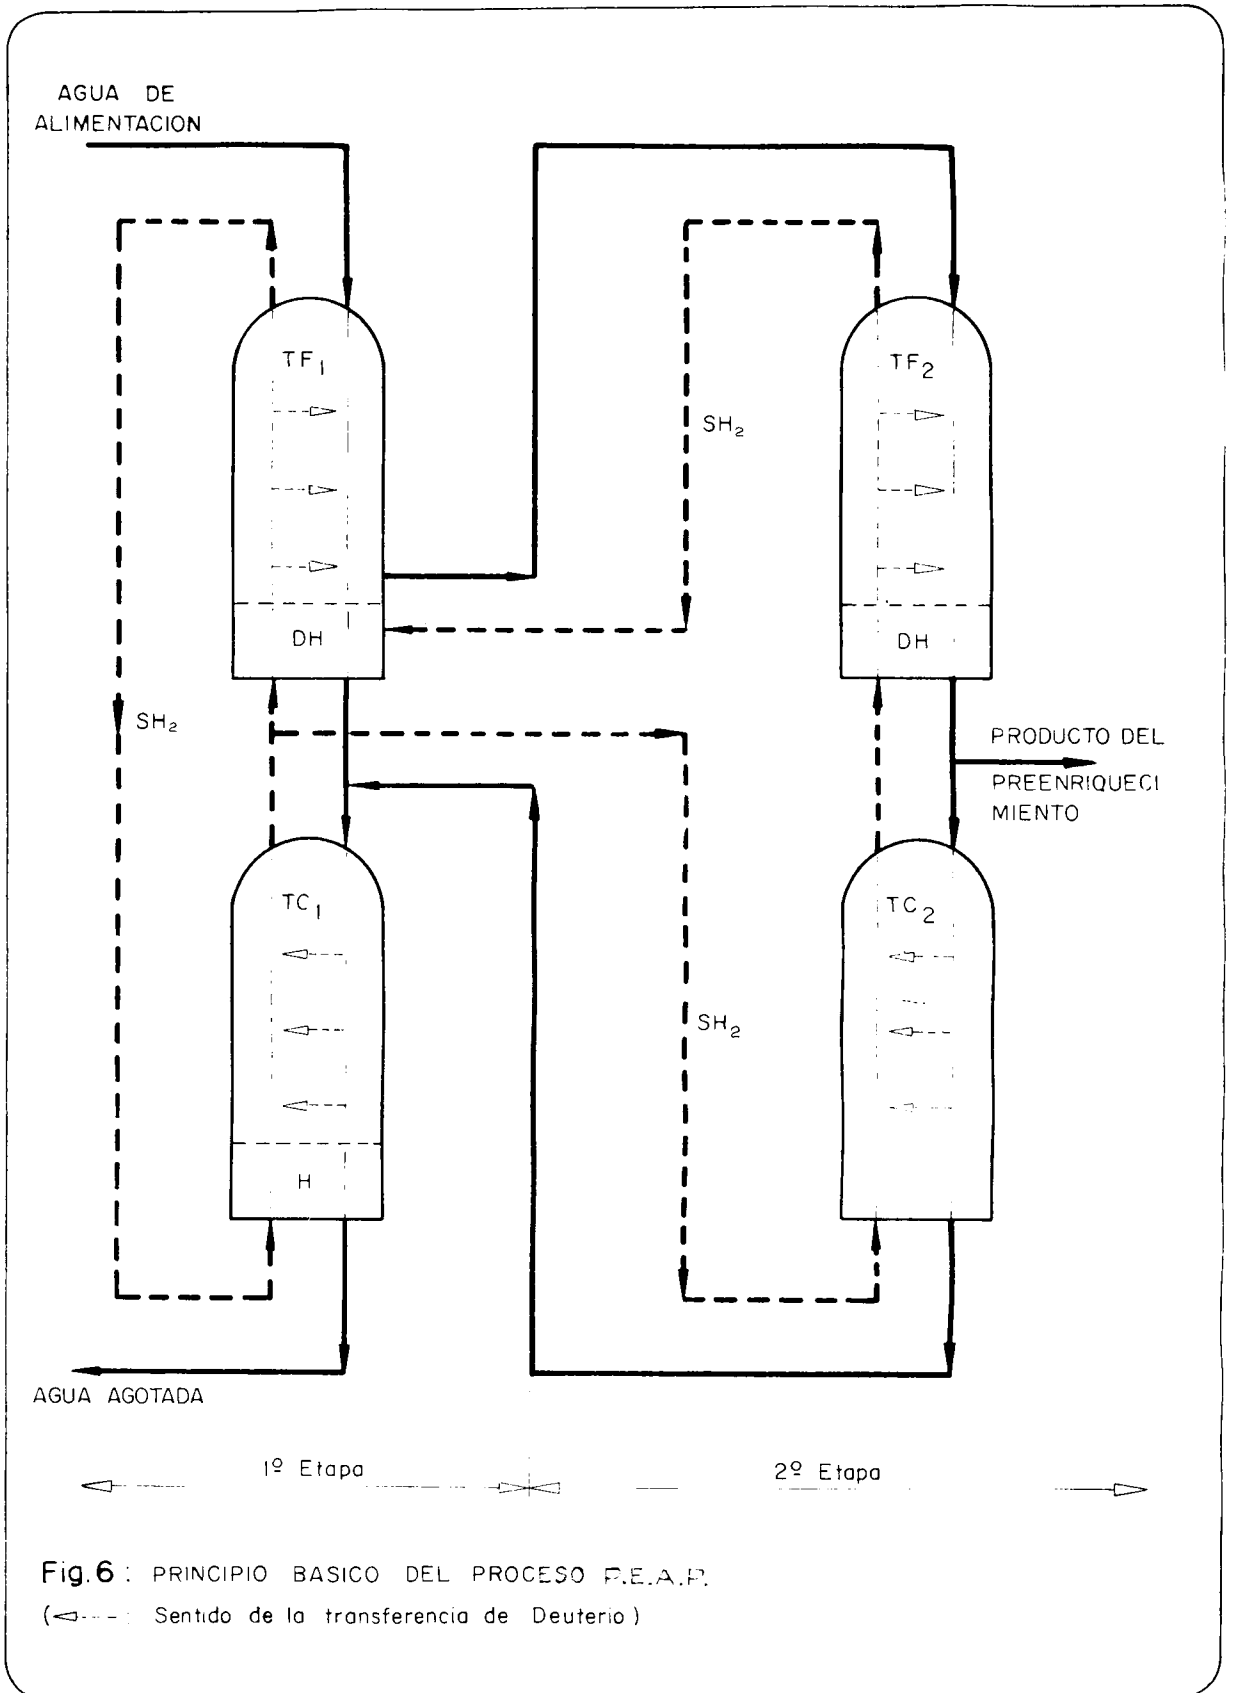 AGUA DE
ALIMENTACION
TF₁
TF₂
SH₂
DH
DH
SH₂
PRODUCTO DEL
PREENRIQUECI
MIENTO
TC₁
TC₂
SH₂
H
AGUA AGOTADA
1º Etapa
2º Etapa
Fig. 6 : PRINCIPIO BASICO DEL PROCESO P.E.A.P.
( ◅--- : Sentido de la transferencia de Deuterio )